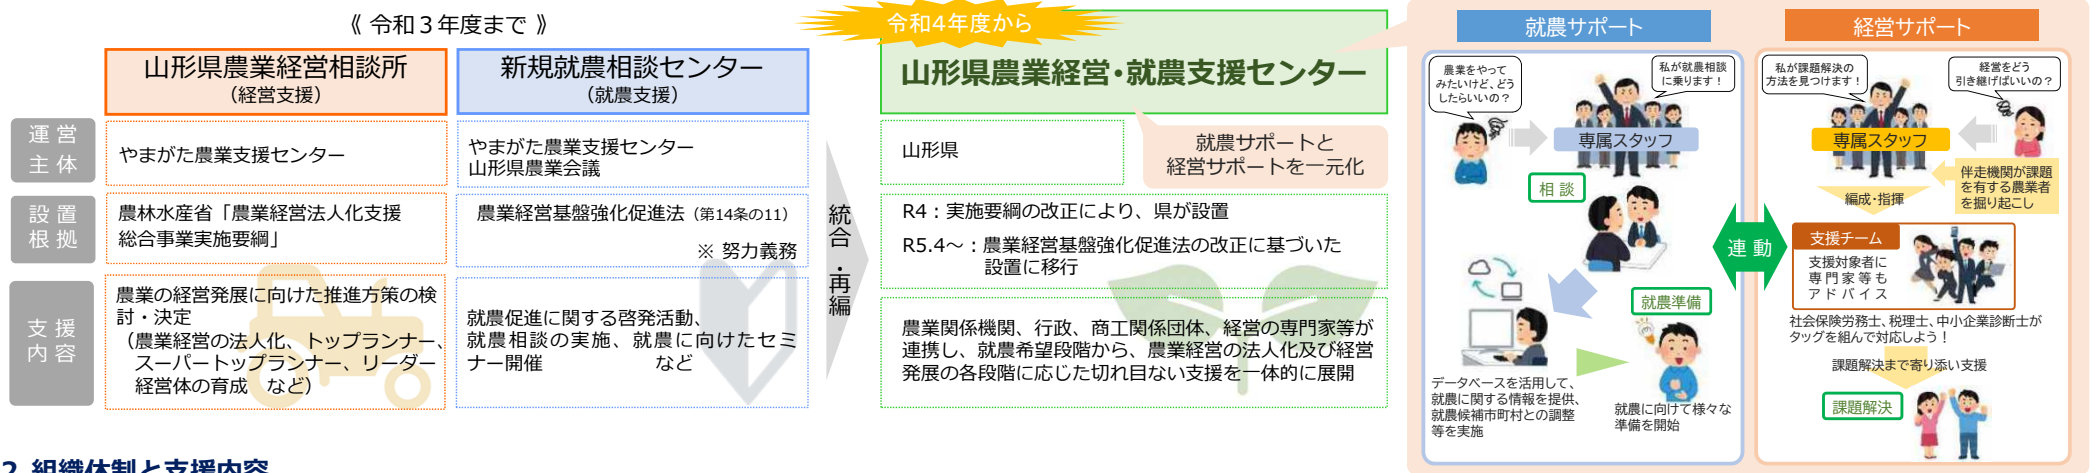 《 令和３年度まで 》
山形県農業経営相談所
（経営支援）
新規就農相談センター
（就農支援）
令和4年度から
山形県農業経営・就農支援センター
就農サポートと
経営サポートを一元化
運 営
主 体
やまがた農業支援センター
やまがた農業支援センター
山形県農業会議
山形県
設 置
根 拠
農林水産省「農業経営法人化支援
総合事業実施要綱」
農業経営基盤強化促進法（第14条の11）
※ 努力義務
R4：実施要綱の改正により、県が設置
R5.4～：農業経営基盤強化促進法の改正に基づいた
設置に移行
支 援
内 容
農業の経営発展に向けた推進方策の検
討・決定
（農業経営の法人化、トップランナー、
スーパートップランナー、リーダー
経営体の育成　など）
就農促進に関する啓発活動、
就農相談の実施、就農に向けたセミ
ナー開催　　　　　など
統合・再編
農業関係機関、行政、商工関係団体、経営の専門家等が
連携し、就農希望段階から、農業経営の法人化及び経営
発展の各段階に応じた切れ目ない支援を一体的に展開
就農サポート
農業をやって
みたいけど、どう
したらいいの？
私が就農相談
に乗ります！
専属スタッフ
相 談
就農準備
データベースを活用して、
就農に関する情報を提供、
就農候補市町村との調整
等を実施
就農に向けて様々な
準備を開始
連 動
経営サポート
私が課題解決の
方法を見つけます！
経営をどう
引き継げばいいの？
専属スタッフ
伴走機関が課題
を有する農業者
を掘り起こし
編成・指揮
支援チーム
支援対象者に
専門家等も
アドバイス
社会保険労務士、税理士、中小企業診断士が
タッグを組んで対応しよう！
課題解決まで寄り添い支援
課題解決
2 組織体制と支援内容